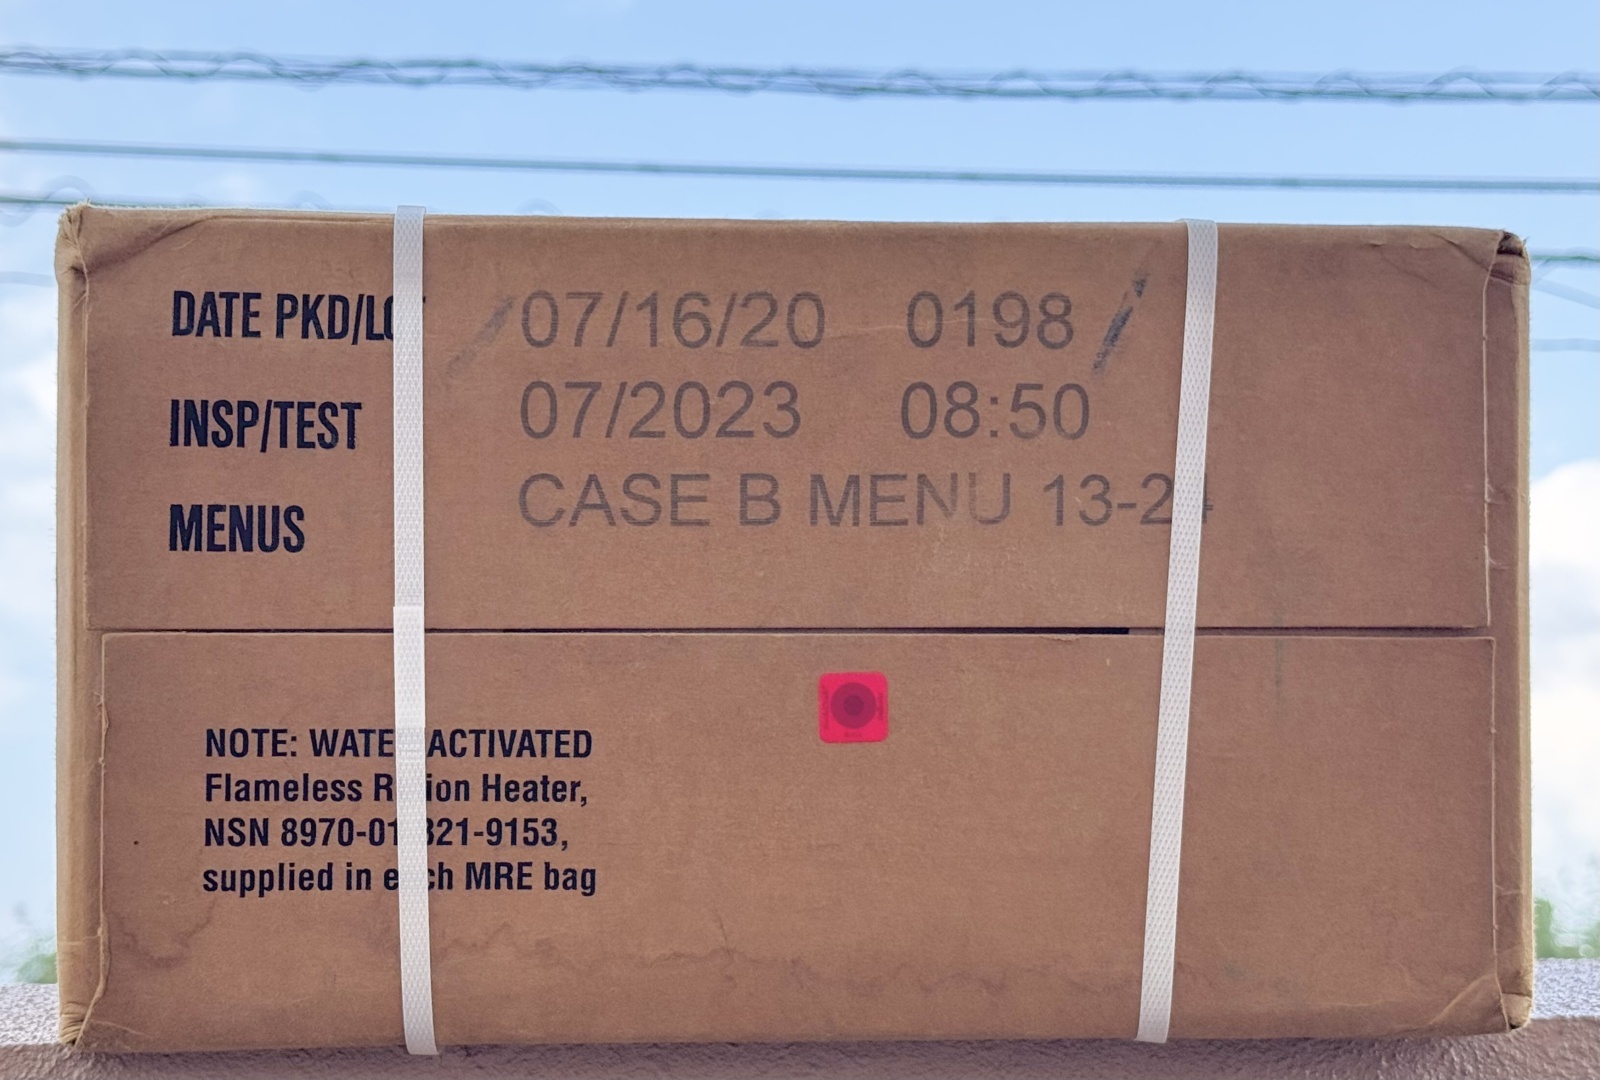 DATE PKD/LOT 07/16/20 0198
INSP/TEST 07/2023 08:50
MENUS CASE B MENU 13-24
NOTE: WATER ACTIVATED
Flameless Ration Heater,
NSN 8970-01-321-9153,
supplied in each MRE bag